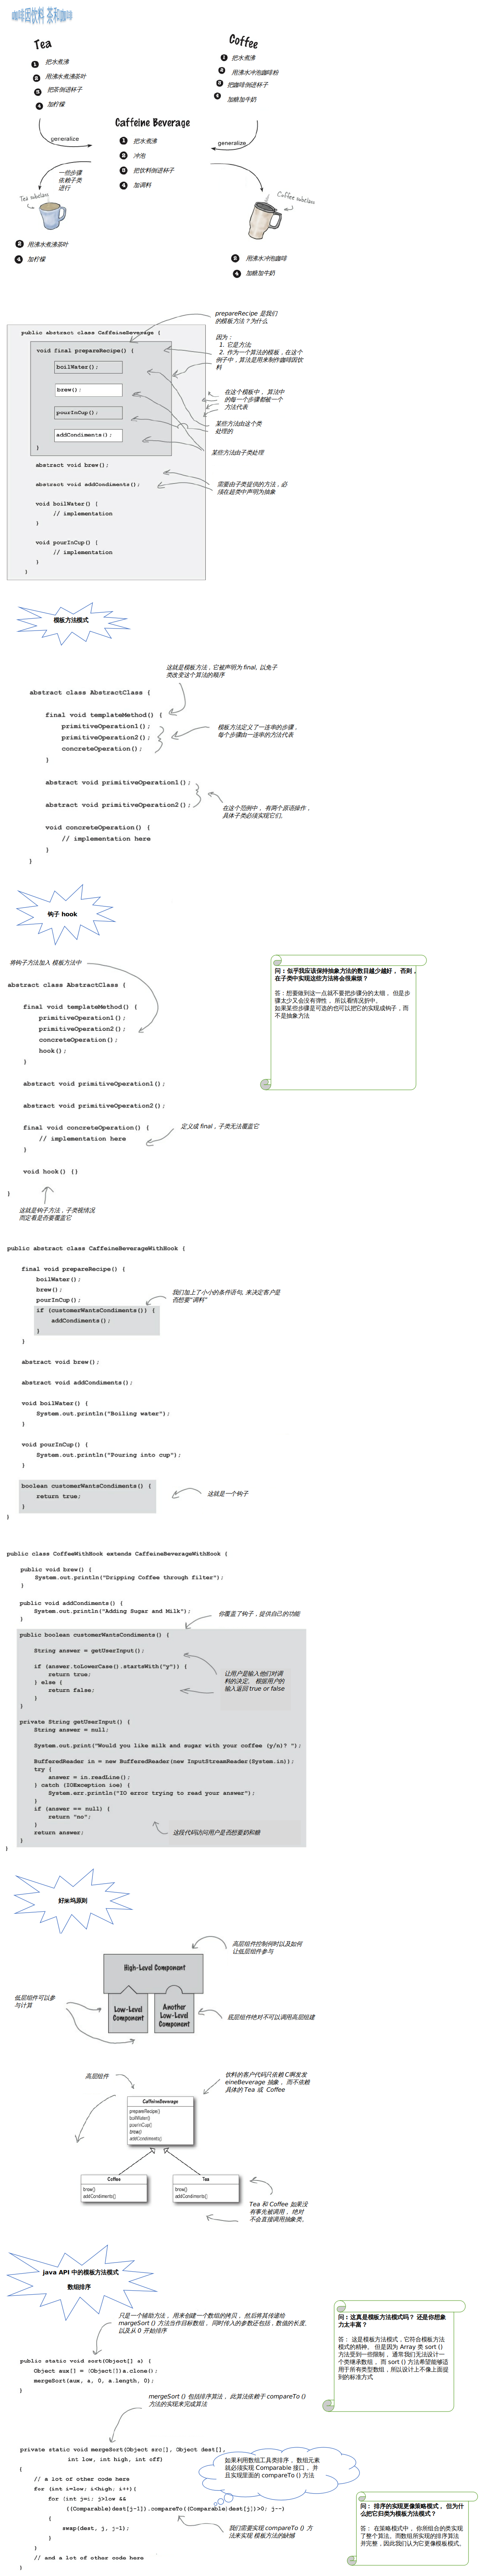 咖啡因饮料 茶和咖啡
Tea
1 把水煮沸
2 用沸水煮沸茶叶
3 把茶倒进杯子
4 加柠檬
Coffee
1 把水煮沸
2 用沸水冲泡咖啡粉
3 把咖啡倒进杯子
4 加糖加牛奶
Caffeine Beverage
1 把水煮沸
2 冲泡
3 把饮料倒进杯子
4 加调料
generalize
generalize
一些步骤
依赖子类
进行
Tea subclass
Coffee subclass
2 用沸水煮沸茶叶
4 加柠檬
2 用沸水冲泡咖啡
4 加糖加牛奶
prepareRecipe 是我们
的模板方法？为什么
因为：
1. 它是方法
2. 作为一个算法的模板，在这个
例子中，算法是用来制作咖啡因饮
料
public abstract class CaffeineBeverage {
void final prepareRecipe() {
boilWater();
brew();
pourInCup();
addCondiments();
}
在这个模板中， 算法中
的每一个步骤都被一个
方法代表
某些方法由这个类
处理的
某些方法由子类处理
abstract void brew();
abstract void addCondiments();
需要由子类提供的方法，必
须在超类中声明为抽象
void boilWater() {
// implementation
}
void pourInCup() {
// implementation
}
}
模板方法模式
这就是模板方法，它被声明为 final, 以免子
类改变这个算法的顺序
abstract class AbstractClass {
final void templateMethod() {
primitiveOperation1();
primitiveOperation2();
concreteOperation();
}
模板方法定义了一连串的步骤，
每个步骤由一连串的方法代表
abstract void primitiveOperation1();
abstract void primitiveOperation2();
在这个范例中， 有两个原语操作，
具体子类必须实现它们。
void concreteOperation() {
// implementation here
}
}
钩子 hook
将钩子方法加入 模板方法中
abstract class AbstractClass {
final void templateMethod() {
primitiveOperation1();
primitiveOperation2();
concreteOperation();
hook();
}
abstract void primitiveOperation1();
abstract void primitiveOperation2();
final void concreteOperation() {
// implementation here
}
定义成 final，子类无法覆盖它
void hook() {}
}
这就是钩子方法，子类视情况
而定看是否要覆盖它
问：似乎我应该保持抽象方法的数目越少越好， 否则，
在子类中实现这些方法将会很麻烦？
答：想要做到这一点就不要把步骤分的太细， 但是步
骤太少又会没有弹性， 所以看情况折中。
如果某些步骤是可选的也可以把它的实现成钩子，而
不是抽象方法
public abstract class CaffeineBeverageWithHook {
final void prepareRecipe() {
boilWater();
brew();
pourInCup();
if (customerWantsCondiments()) {
addCondiments();
}
}
我们加上了小小的条件语句, 来决定客户是
否想要“调料”
abstract void brew();
abstract void addCondiments();
void boilWater() {
System.out.println("Boiling water");
}
void pourInCup() {
System.out.println("Pouring into cup");
}
boolean customerWantsCondiments() {
return true;
}
}
这就是一个钩子
public class CoffeeWithHook extends CaffeineBeverageWithHook {
public void brew() {
System.out.println("Dripping Coffee through filter");
}
public void addCondiments() {
System.out.println("Adding Sugar and Milk");
}
你覆盖了钩子，提供自己的功能
public boolean customerWantsCondiments() {
String answer = getUserInput();
if (answer.toLowerCase().startsWith("y")) {
return true;
} else {
return false;
}
}
让用户是输入他们对调
料的决定， 根据用户的
输入返回 true or false
private String getUserInput() {
String answer = null;
System.out.print("Would you like milk and sugar with your coffee (y/n)? ");
BufferedReader in = new BufferedReader(new InputStreamReader(System.in));
try {
answer = in.readLine();
} catch (IOException ioe) {
System.err.println("IO error trying to read your answer");
}
if (answer == null) {
return "no";
}
return answer;
}
}
这段代码访问用户是否想要奶和糖
好莱坞原则
高层组件控制何时以及如何
让低层组件参与
High-Level Component
Low-Level
Component
Another
Low-Level
Component
低层组件可以参
与计算
底层组件绝对不可以调用高层组建
高层组件
饮料的客户代码只依赖 C啊发发
eineBeverage 抽象， 而不依赖
具体的 Tea 或 Coffee
CaffeineBeverage
prepareRecipe()
boilWater()
pourInCup()
brew()
addCondiments()
Coffee
brew()
addCondiments()
Tea
brew()
addCondiments()
Tea 和 Coffee 如果没
有事先被调用， 绝对
不会直接调用抽象类。
java API 中的模板方法模式
数组排序
只是一个辅助方法， 用来创建一个数组的拷贝， 然后将其传递给
margeSort () 方法当作目标数组， 同时传入的参数还包括，数值的长度,
以及从 0 开始排序
public static void sort(Object[] a) {
Object aux[] = (Object[])a.clone();
mergeSort(aux, a, 0, a.length, 0);
}
mergeSort () 包括排序算法， 此算法依赖于 compareTo ()
方法的实现来完成算法
问：这真是模板方法模式吗？ 还是你想象
力太丰富？
答： 这是模板方法模式，它符合模板方法
模式的精神， 但是因为 Array 类 sort ()
方法受到一些限制， 通常我们无法设计一
个类继承数组， 而 sort () 方法希望能够适
用于所有类型数组，所以设计上不像上面提
到的标准方式
private static void mergeSort(Object src[], Object dest[],
int low, int high, int off)
{
// a lot of other code here
for (int i=low; i<high; i++){
for (int j=i; j>low &&
((Comparable)dest[j-1]).compareTo((Comparable)dest[j])>0; j--)
{
swap(dest, j, j-1);
}
}
// and a lot of other code here
}
如果利用数组工具类排序， 数组元素
就必须实现 Comparable 接口， 并
且实现里面的 compareTo () 方法
我们需要实现 compareTo () 方
法来实现 模板方法的缺憾
问： 排序的实现更像策略模式， 但为什
么把它归类为模板方法模式？
答： 在策略模式中， 你所组合的类实现
了整个算法。而数组所实现的排序算法
并完整，因此我们认为它更像模板方式。